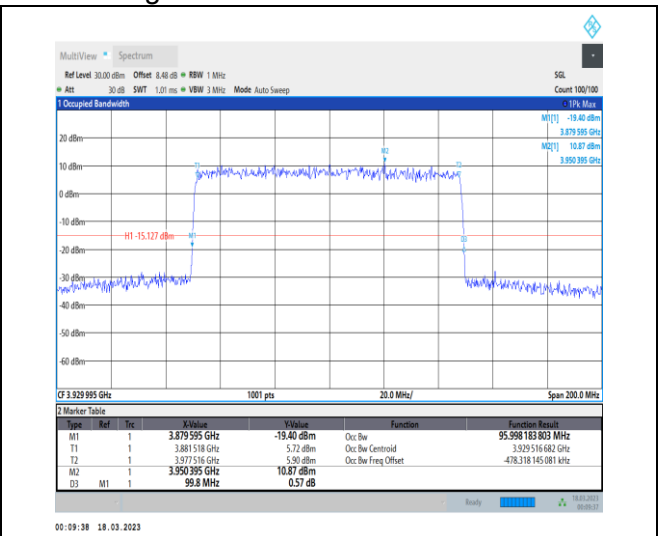 MultiView Spectrum
Ref Level 30.00 dBm Offset 8.48 dB RBW 1 MHz SGL
Att 30 dB SWT 1.01 ms VBW 3 MHz Mode Auto Sweep Count 100/100
1 Occupied Bandwidth 1Pk Max
M1[1] -19.40 dBm
3.879 595 GHz
20 dBm
M2[1] 10.87 dBm
3.950 395 GHz
M2
10 dBm
T1 T2
0 dBm
-10 dBm
H1 -15.127 dBm M1
D3
-20 dBm
-30 dBm
-40 dBm
-50 dBm
-60 dBm
CF 3.929 995 GHz 1001 pts 20.0 MHz/ Span 200.0 MHz
2 Marker Table
Type Ref Trc X-Value Y-Value Function Function Result
M1 1 3.879 595 GHz -19.40 dBm Occ Bw 95.998 183 803 MHz
T1 1 3.881 518 GHz 5.72 dBm Occ Bw Centroid 3.929 516 682 GHz
T2 1 3.977 516 GHz 5.90 dBm Occ Bw Freq Offset -478.318 145 081 kHz
M2 1 3.950 395 GHz 10.87 dBm
D3 M1 1 99.8 MHz 0.57 dB
Ready 18.03.2023
00:09:37
00:09:38 18.03.2023